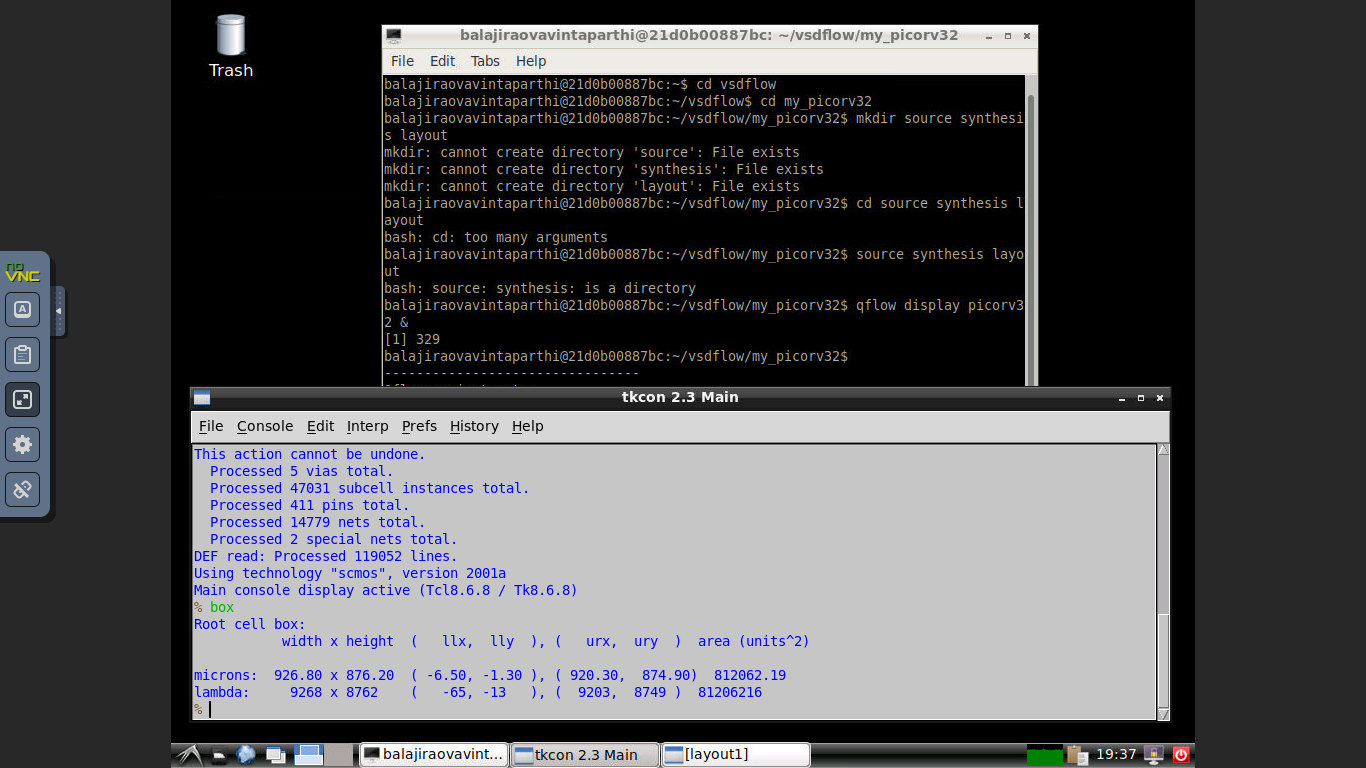 Trash
balajiraovavintaparthi@21d0b00887bc: ~/vsdflow/my_picorv32
File Edit Tabs Help
balajiraovavintaparthi@21d0b00887bc:~$ cd vsdflow
balajiraovavintaparthi@21d0b00887bc:~/vsdflow$ cd my_picorv32
balajiraovavintaparthi@21d0b00887bc:~/vsdflow/my_picorv32$ mkdir source synthesi
s layout
mkdir: cannot create directory 'source': File exists
mkdir: cannot create directory 'synthesis': File exists
mkdir: cannot create directory 'layout': File exists
balajiraovavintaparthi@21d0b00887bc:~/vsdflow/my_picorv32$ cd source synthesis l
ayout
bash: cd: too many arguments
balajiraovavintaparthi@21d0b00887bc:~/vsdflow/my_picorv32$ source synthesis layo
ut
bash: source: synthesis: is a directory
balajiraovavintaparthi@21d0b00887bc:~/vsdflow/my_picorv32$ qflow display picorv3
2 &
[1] 329
balajiraovavintaparthi@21d0b00887bc:~/vsdflow/my_picorv32$
--------------------------------
no
VNC
A
tkcon 2.3 Main
File Console Edit Interp Prefs History Help
This action cannot be undone.
  Processed 5 vias total.
  Processed 47031 subcell instances total.
  Processed 411 pins total.
  Processed 14779 nets total.
  Processed 2 special nets total.
DEF read: Processed 119052 lines.
Using technology "scmos", version 2001a
Main console display active (Tcl8.6.8 / Tk8.6.8)
% box
Root cell box:
           width x height  (   llx,  lly  ), (   urx,  ury  )  area (units^2)
microns:  926.80 x 876.20  ( -6.50, -1.30 ), ( 920.30,  874.90)  812062.19
lambda:     9268 x 8762    (   -65, -13   ), (  9203,  8749 )  81206216
%
balajiraovavint... tkcon 2.3 Main [layout1] 19:37